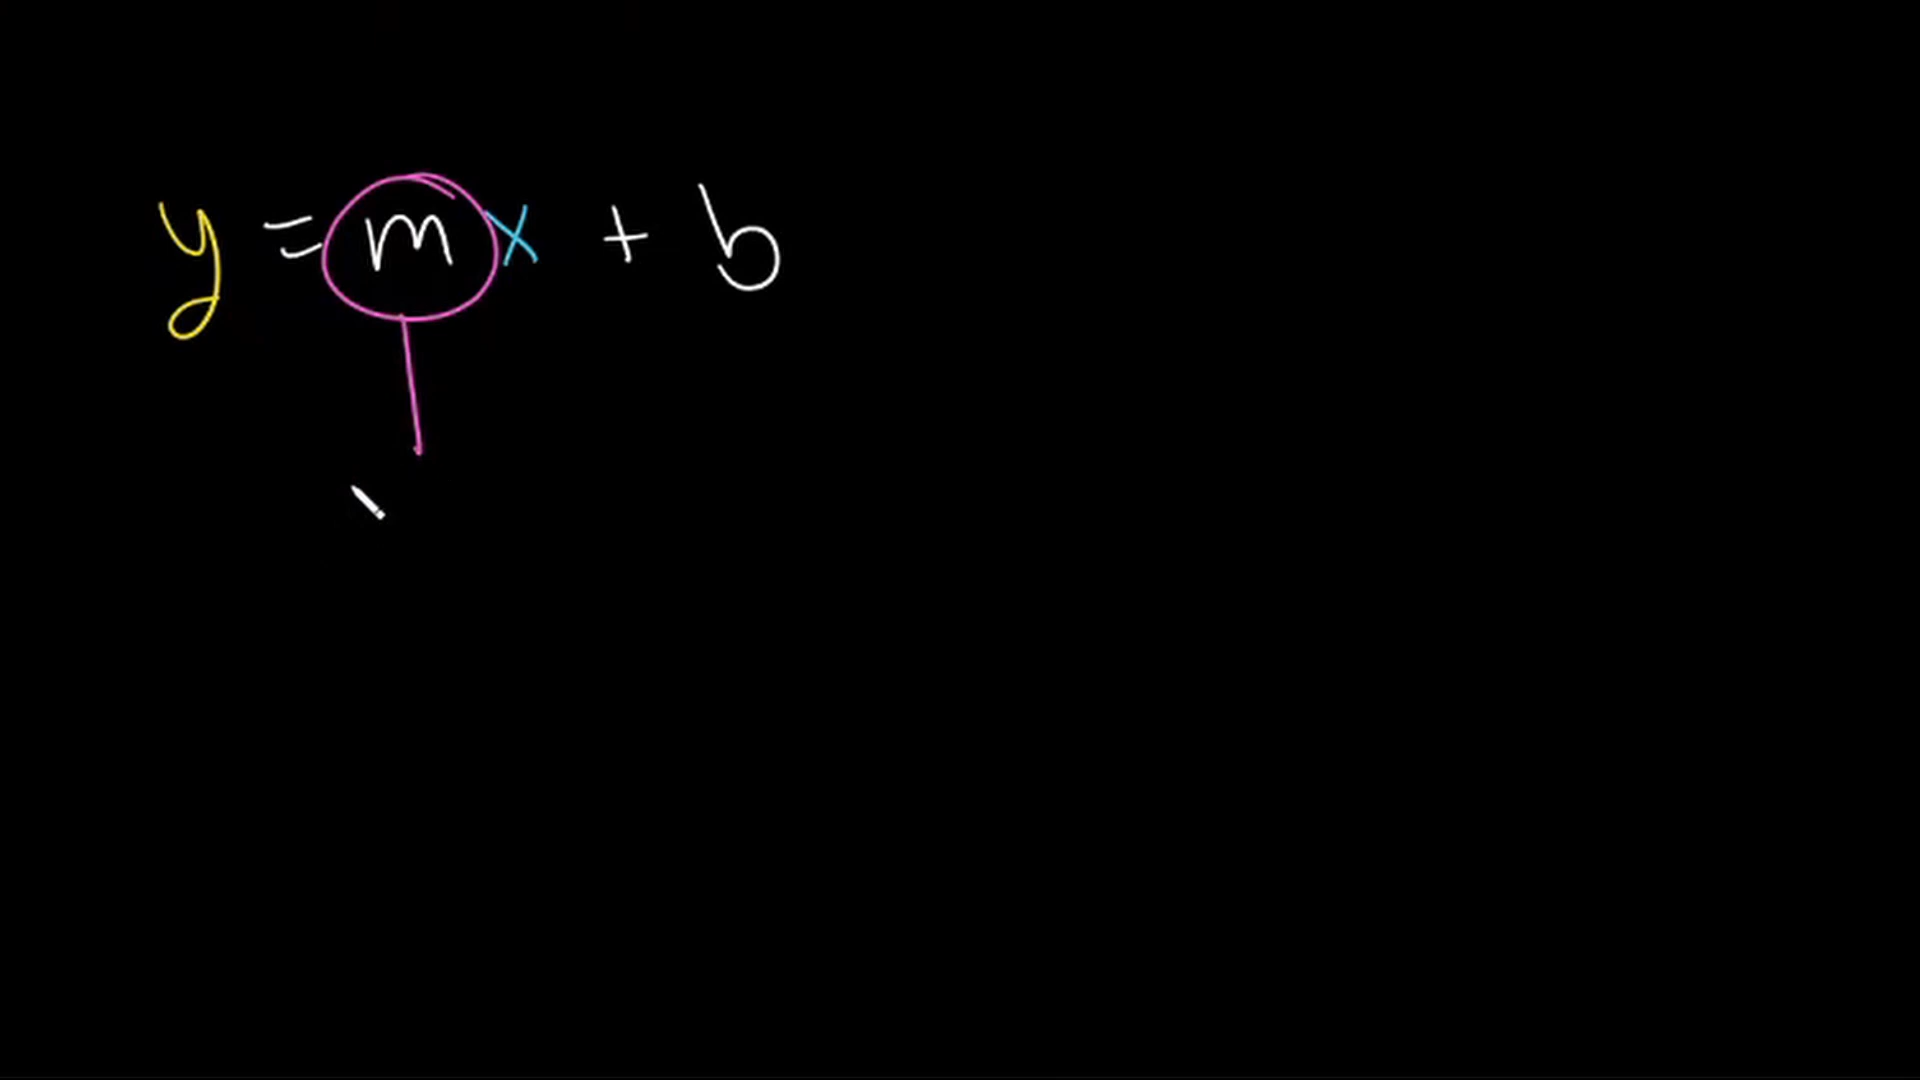 y = mx + b